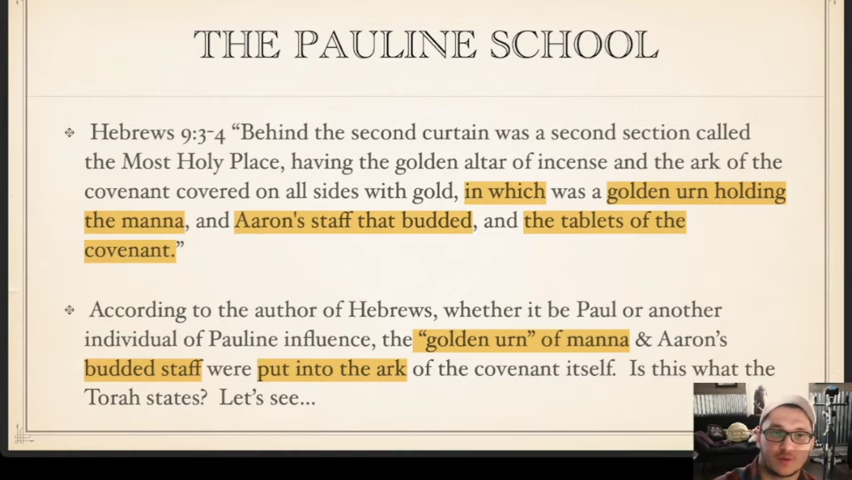 THE PAULINE SCHOOL
Hebrews 9:3-4 “Behind the second curtain was a second section called
the Most Holy Place, having the golden altar of incense and the ark of the
covenant covered on all sides with gold, in which was a golden urn holding
the manna, and Aaron's staff that budded, and the tablets of the
covenant.”
According to the author of Hebrews, whether it be Paul or another
individual of Pauline influence, the “golden urn” of manna & Aaron’s
budded staff were put into the ark of the covenant itself. Is this what the
Torah states? Let’s see...